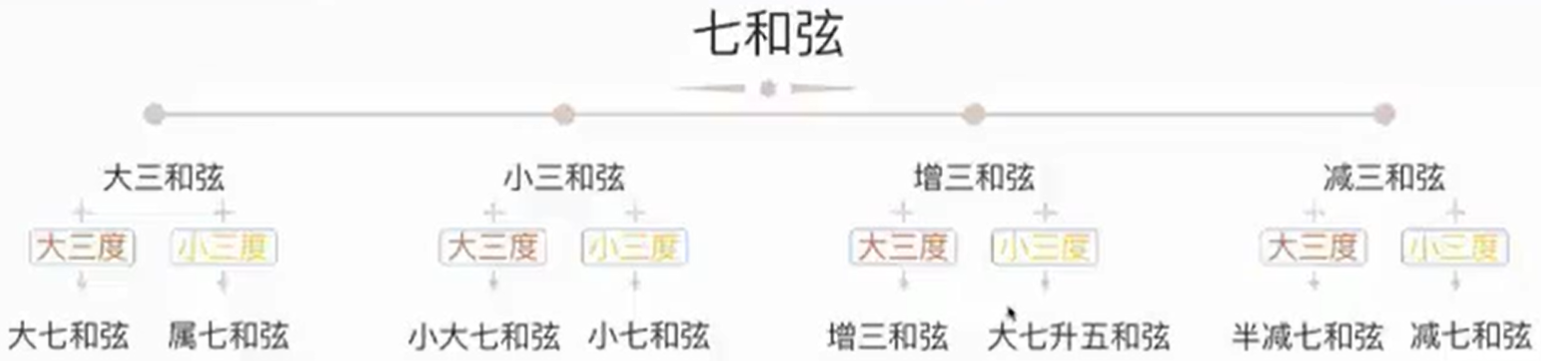 七和弦
大三和弦 小三和弦 增三和弦 减三和弦
+ + + + + + + +
大三度 小三度 大三度 小三度 大三度 小三度 大三度 小三度
大七和弦 属七和弦 小大七和弦 小七和弦 增三和弦 大七升五和弦 半减七和弦 减七和弦